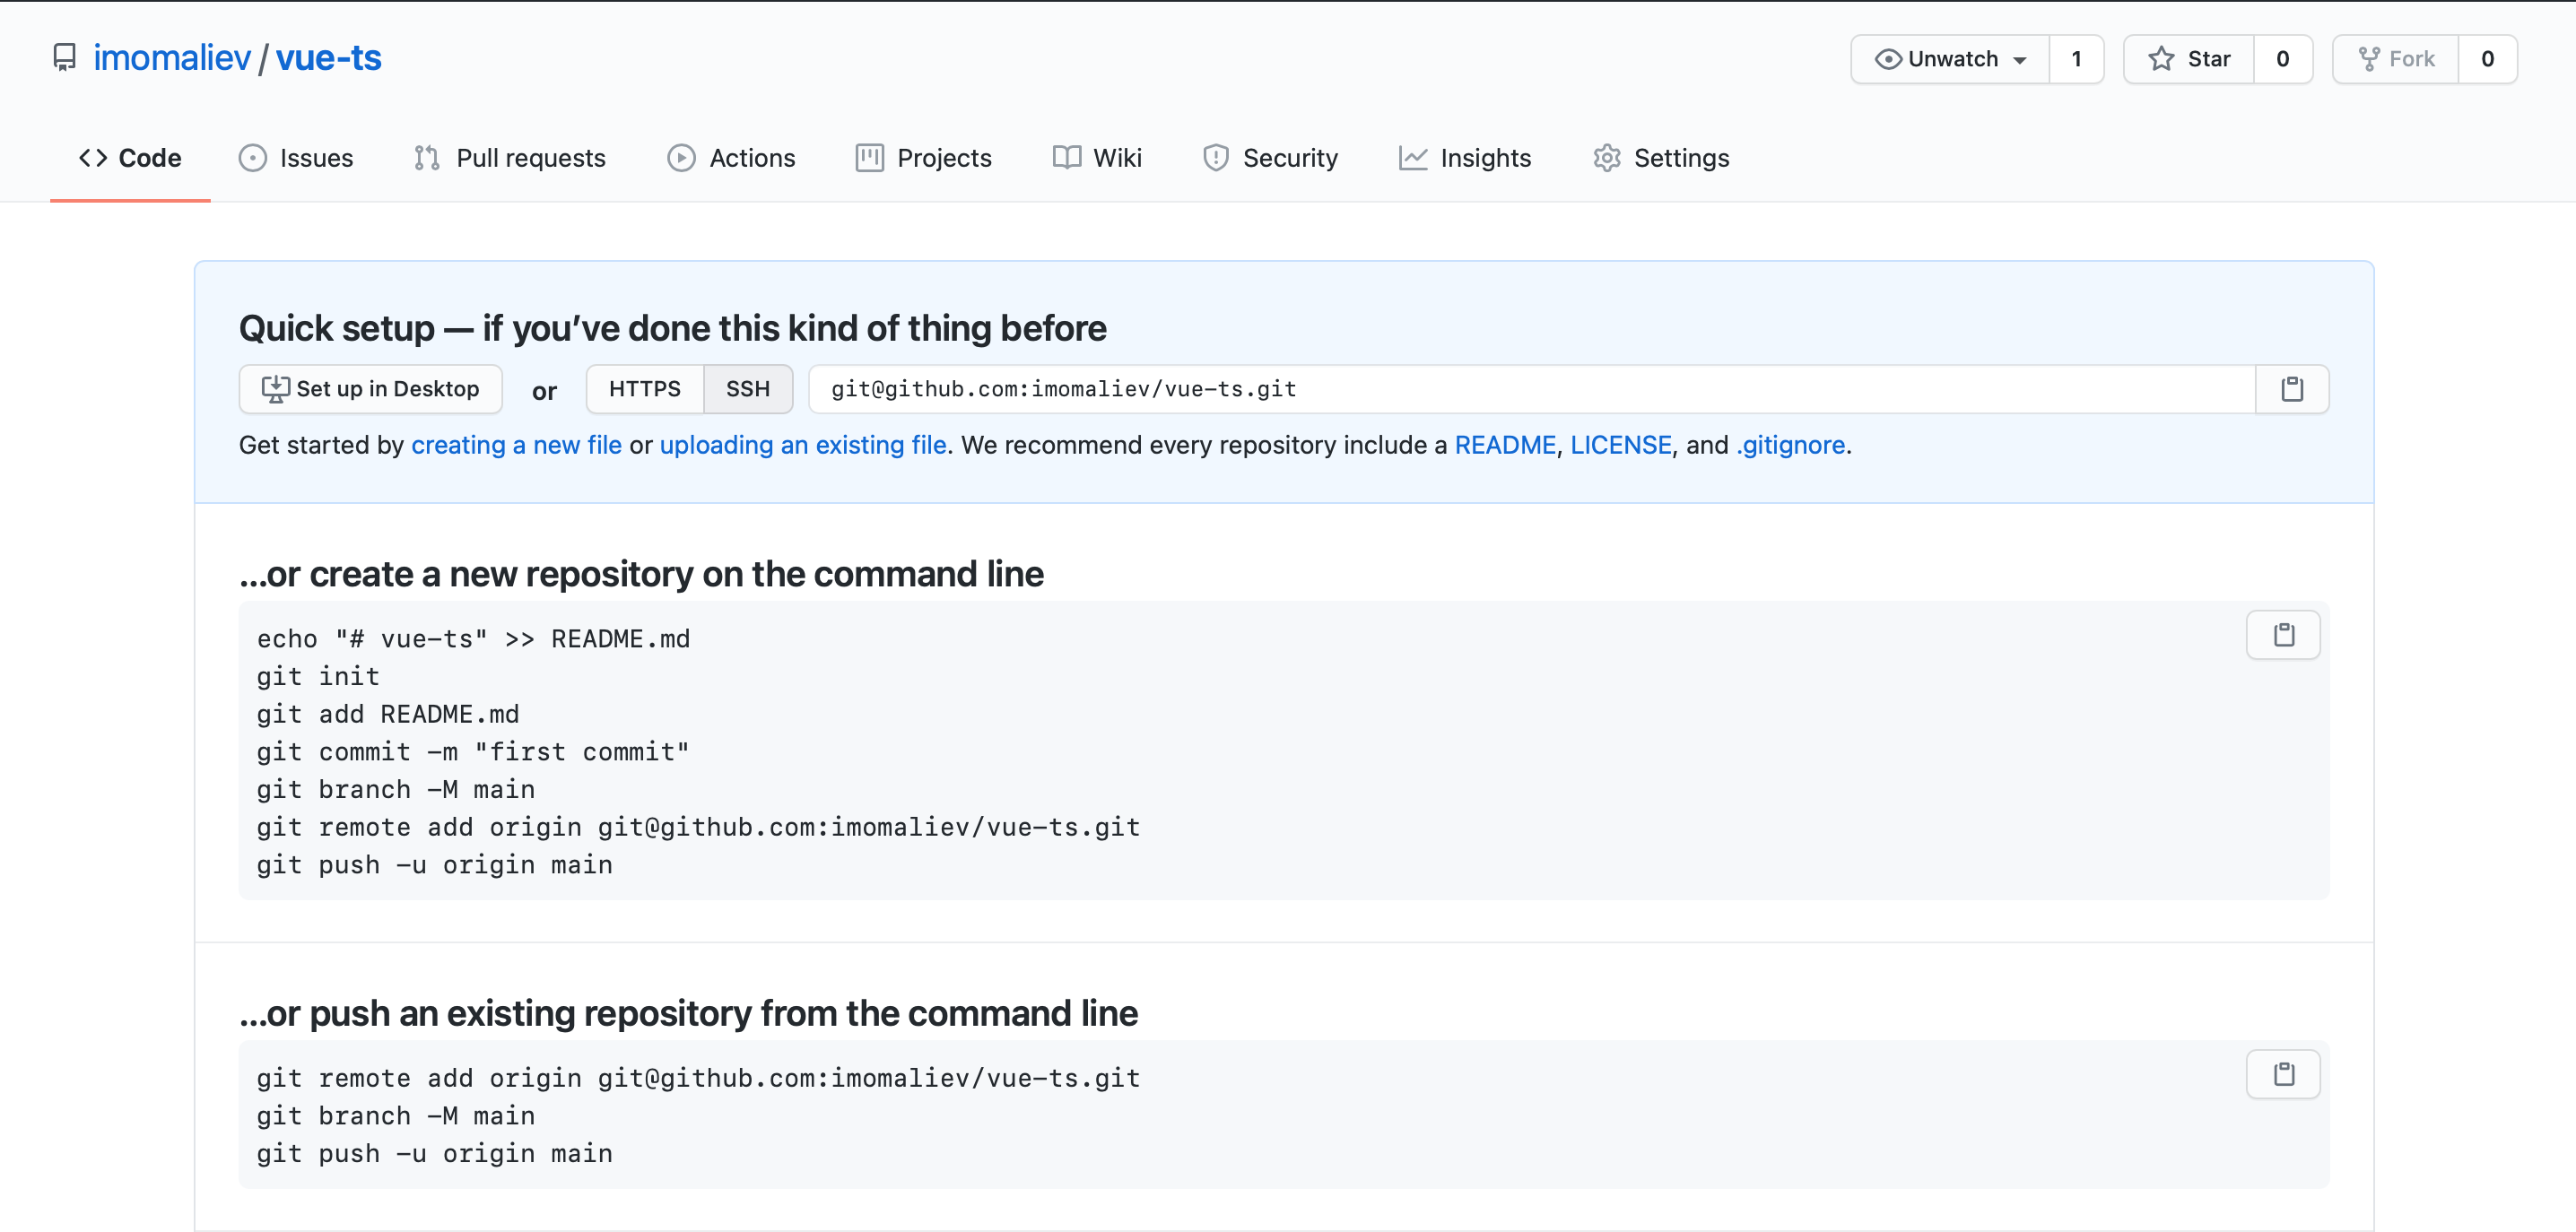 imomaliev / vue-ts
Unwatch 1 Star 0 Fork 0
Code Issues Pull requests Actions Projects Wiki Security Insights Settings
Quick setup — if you’ve done this kind of thing before
Set up in Desktop or HTTPS SSH git@github.com:imomaliev/vue-ts.git
Get started by creating a new file or uploading an existing file. We recommend every repository include a README, LICENSE, and .gitignore.
…or create a new repository on the command line
echo "# vue-ts" >> README.md
git init
git add README.md
git commit -m "first commit"
git branch -M main
git remote add origin git@github.com:imomaliev/vue-ts.git
git push -u origin main
…or push an existing repository from the command line
git remote add origin git@github.com:imomaliev/vue-ts.git
git branch -M main
git push -u origin main